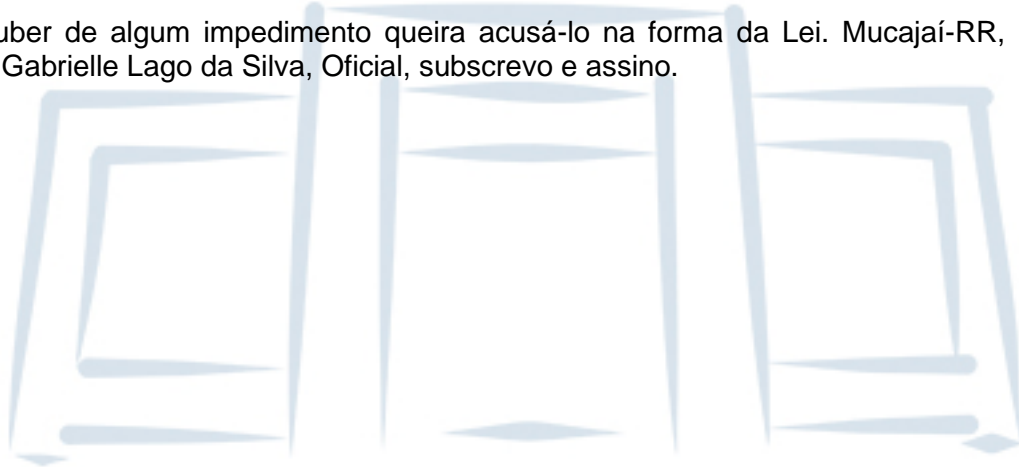 uber de algum impedimento queira acusá-lo na forma da Lei. Mucajaí-RR,
Gabrielle Lago da Silva, Oficial, subscrevo e assino.